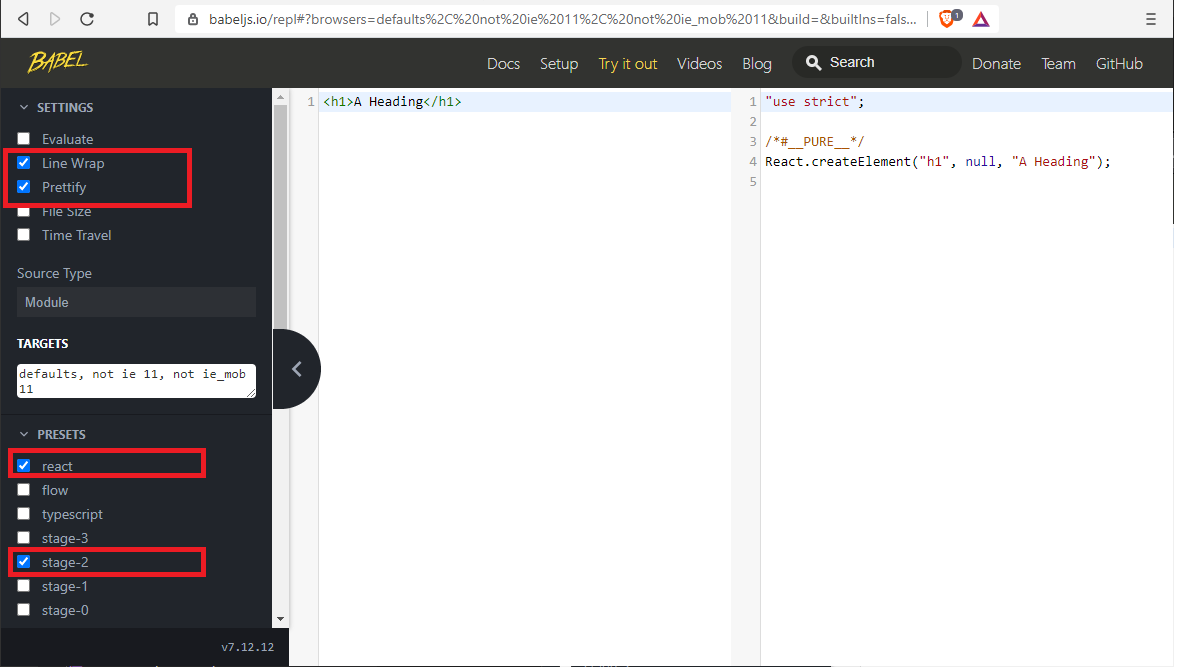 babeljs.io/repl#?browsers=defaults%2C%20not%20ie%2011%2C%20not%20ie_mob%2011&build=&builtIns=fals...
1
BABEL
Docs Setup Try it out Videos Blog Search Donate Team GitHub
SETTINGS
Evaluate
Line Wrap
Prettify
File Size
Time Travel
Source Type
Module
TARGETS
defaults, not ie 11, not ie_mob
11
PRESETS
react
flow
typescript
stage-3
stage-2
stage-1
stage-0
v7.12.12
1 <h1>A Heading</h1>
1 "use strict";
2
3 /*#__PURE__*/
4 React.createElement("h1", null, "A Heading");
5